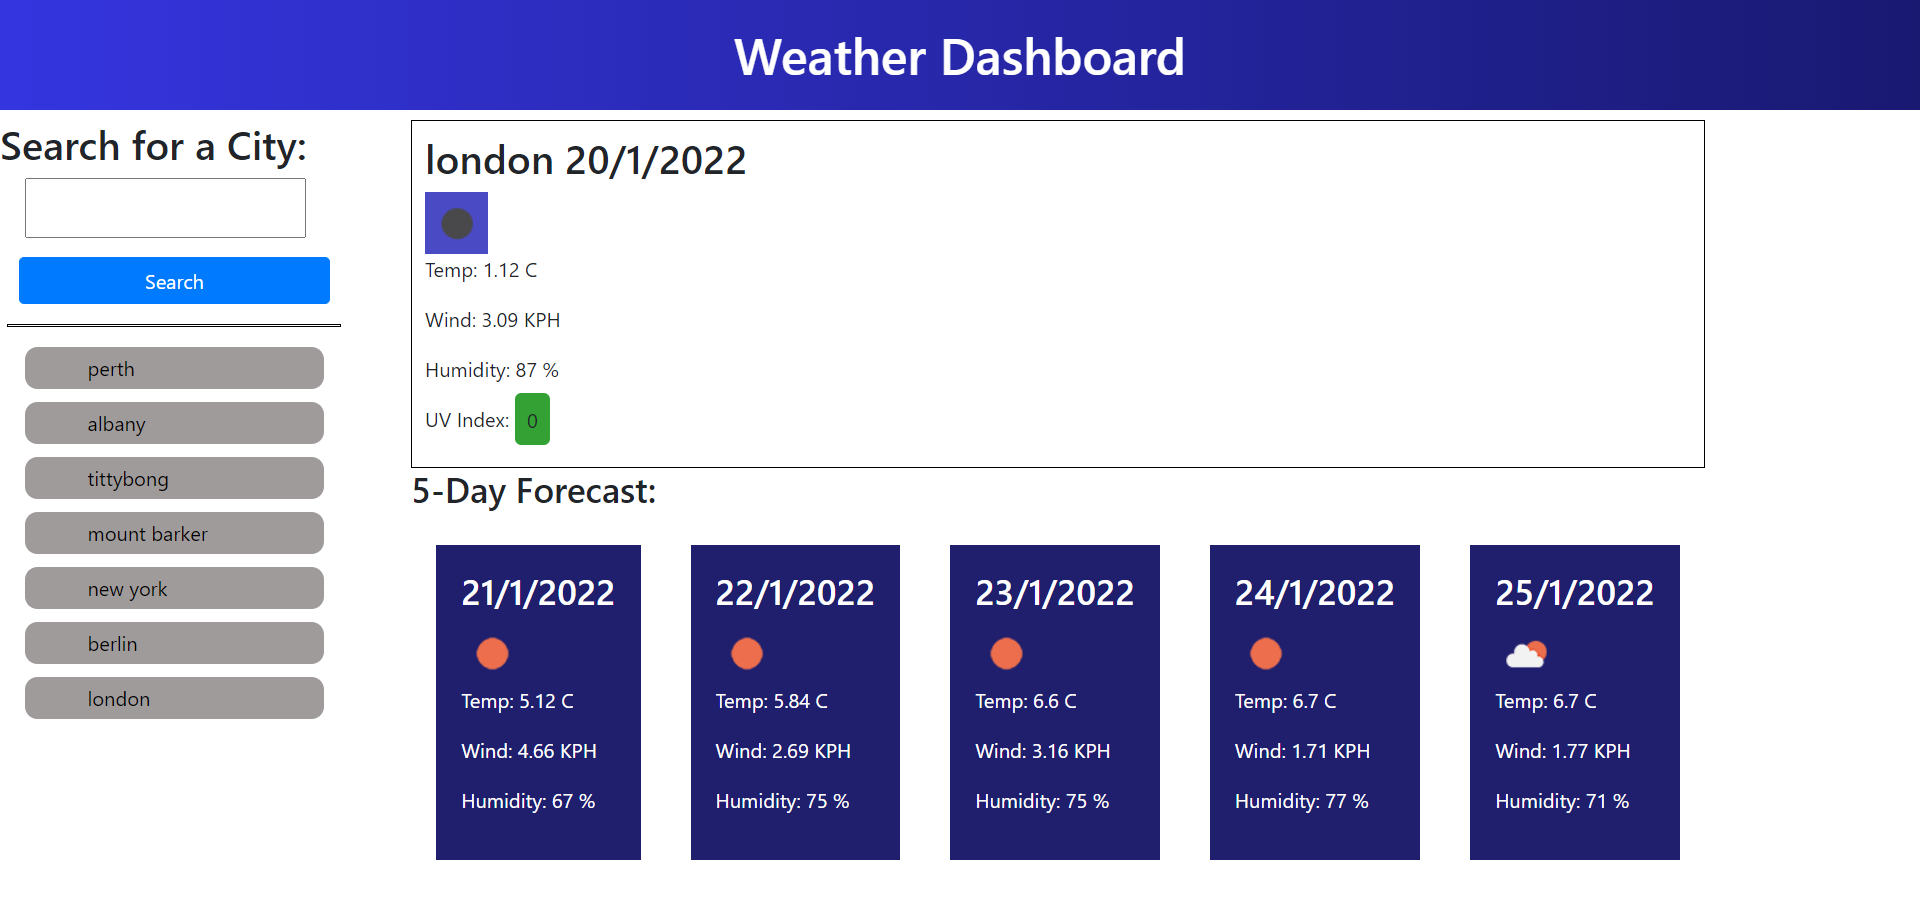 Weather Dashboard
Search for a City:
Search
perth
albany
tittybong
mount barker
new york
berlin
london
london 20/1/2022
Temp: 1.12 C
Wind: 3.09 KPH
Humidity: 87 %
UV Index: 0
5-Day Forecast:
21/1/2022
Temp: 5.12 C
Wind: 4.66 KPH
Humidity: 67 %
22/1/2022
Temp: 5.84 C
Wind: 2.69 KPH
Humidity: 75 %
23/1/2022
Temp: 6.6 C
Wind: 3.16 KPH
Humidity: 75 %
24/1/2022
Temp: 6.7 C
Wind: 1.71 KPH
Humidity: 77 %
25/1/2022
Temp: 6.7 C
Wind: 1.77 KPH
Humidity: 71 %